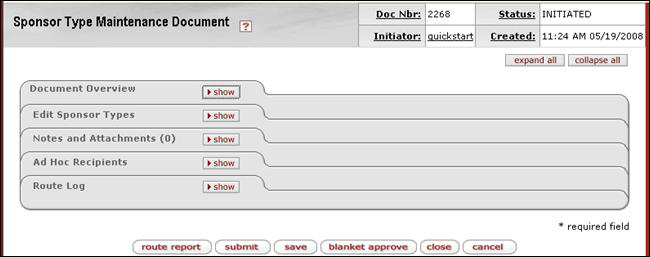 Sponsor Type Maintenance Document ?
Doc Nbr: 2268 Status: INITIATED
Initiator: quickstart Created: 11:24 AM 05/19/2008
expand all collapse all
Document Overview show
Edit Sponsor Types show
Notes and Attachments (0) show
Ad Hoc Recipients show
Route Log show
* required field
route report submit save blanket approve close cancel